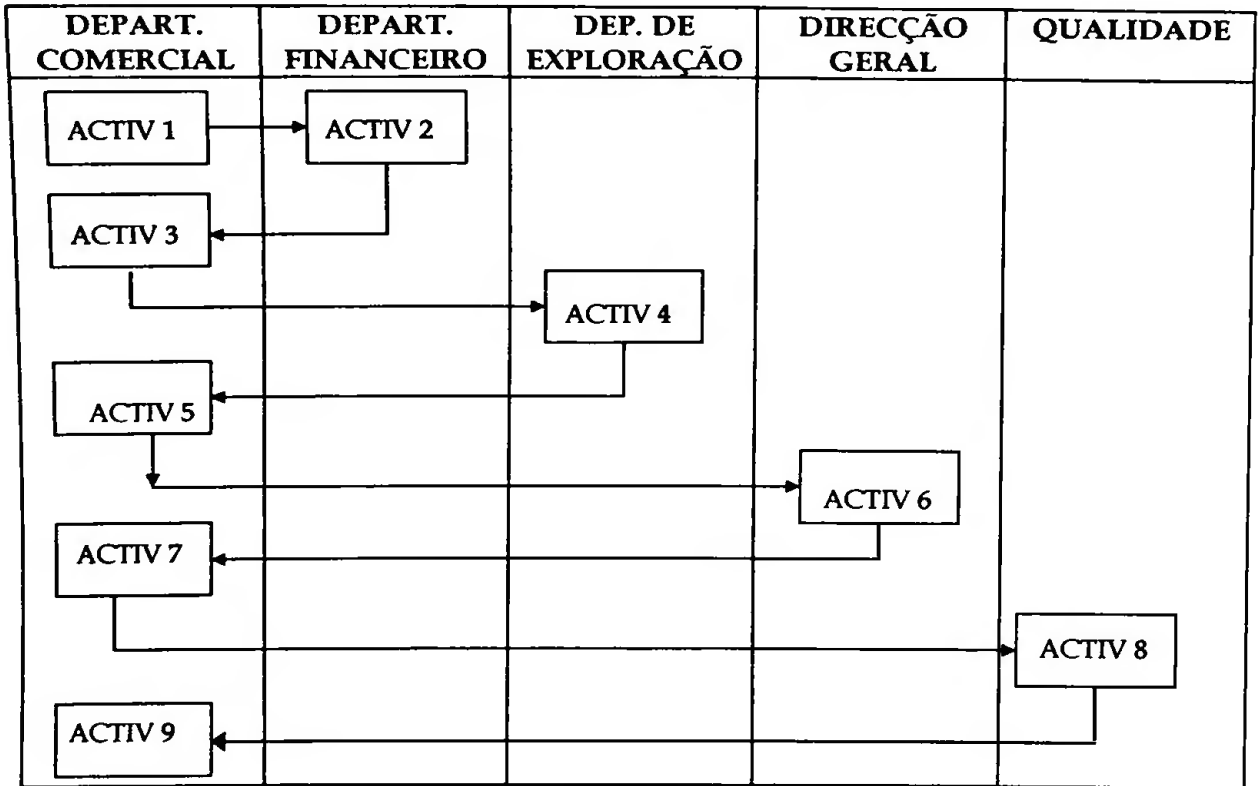 DEPART.
COMERCIAL
DEPART.
FINANCEIRO
DEP. DE
EXPLORAÇÃO
DIRECÇÃO
GERAL
QUALIDADE
ACTIV 1
ACTIV 2
ACTIV 3
ACTIV 4
ACTIV 5
ACTIV 6
ACTIV 7
ACTIV 8
ACTIV 9